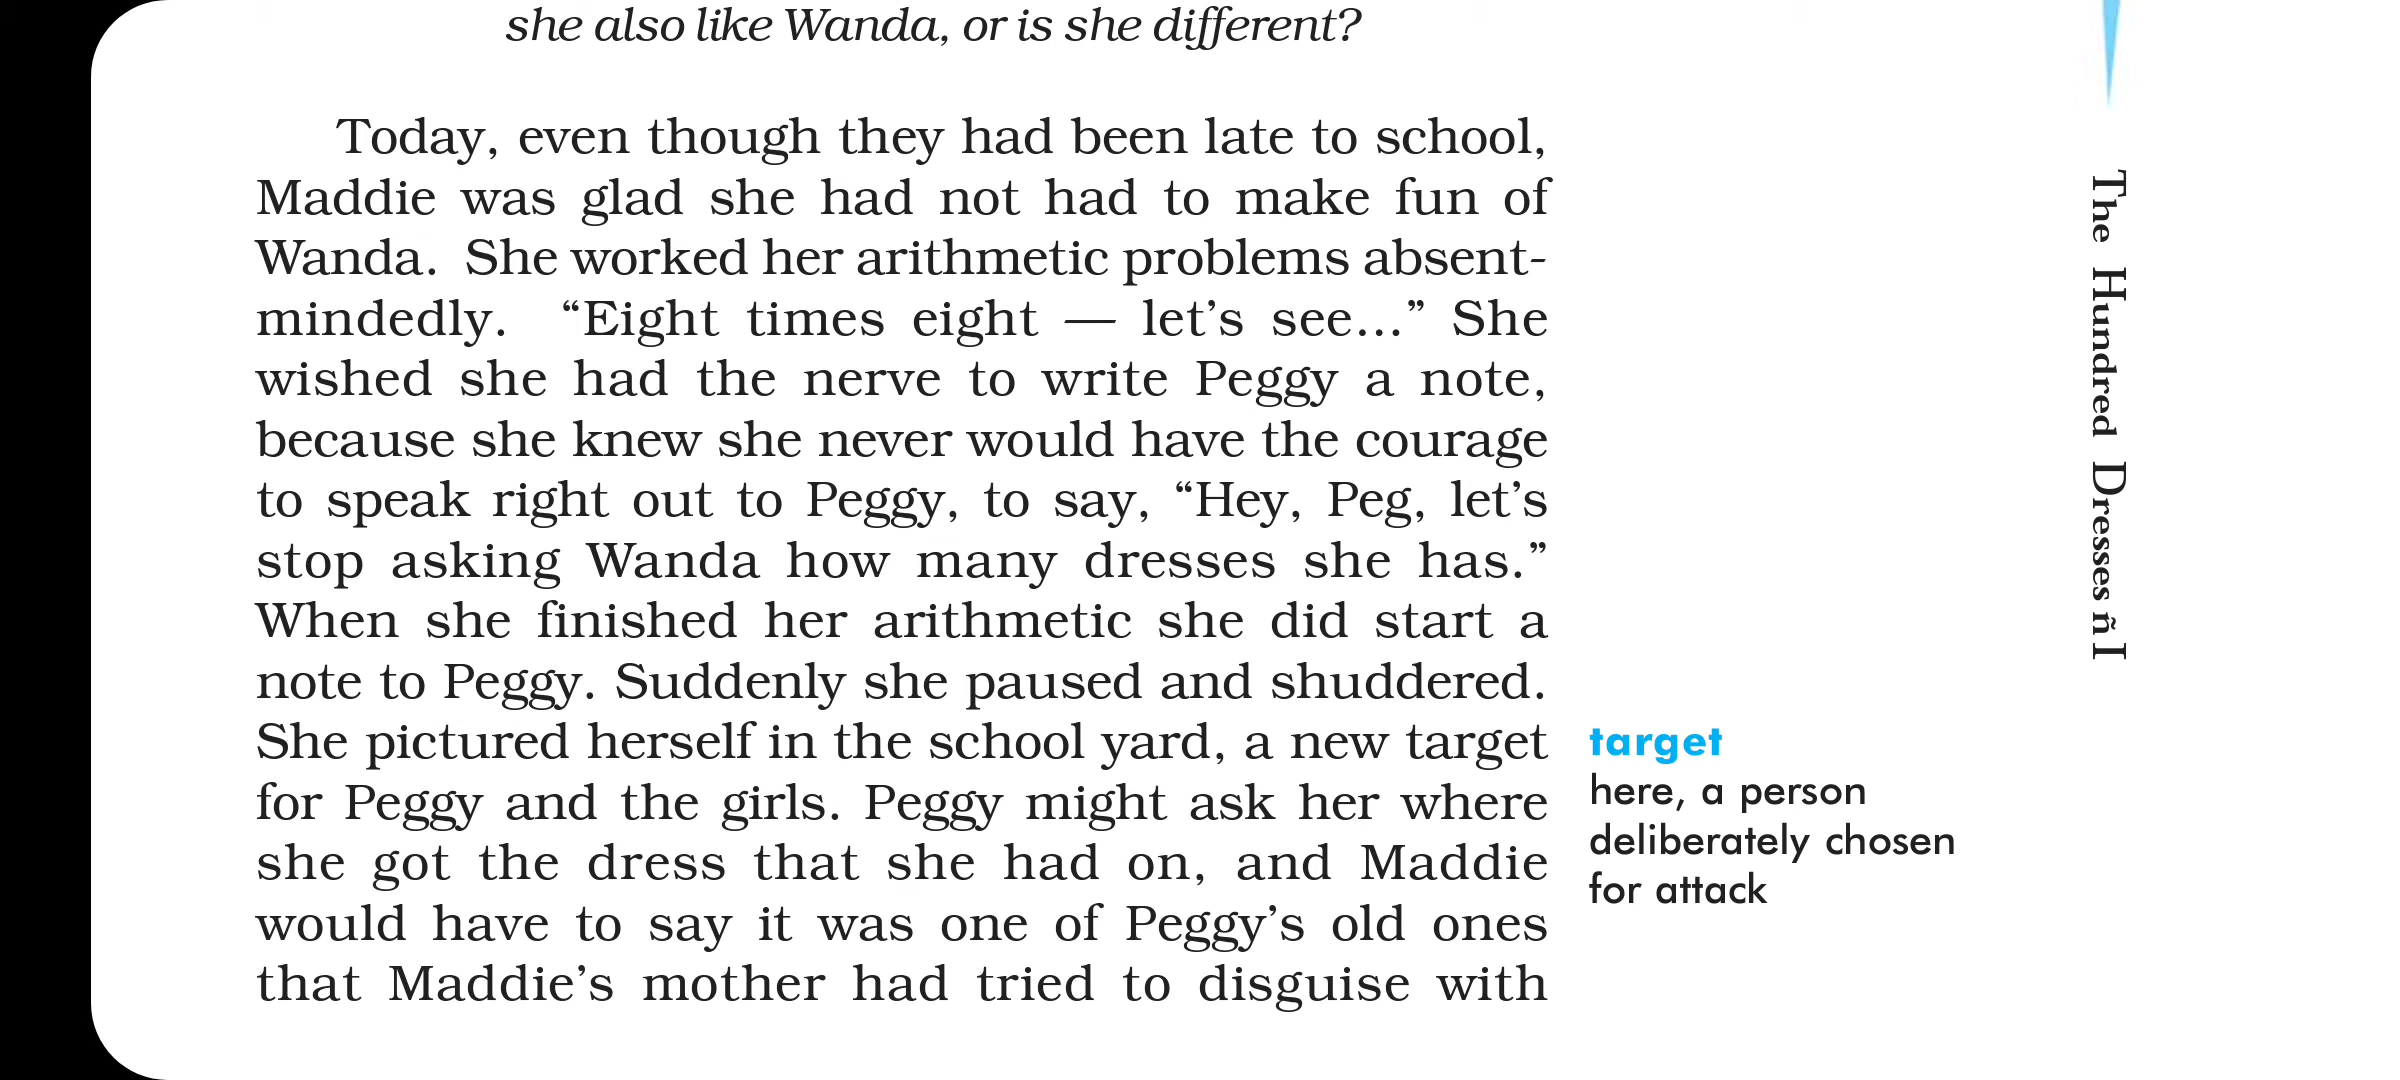 she also like Wanda, or is she different?
Today, even though they had been late to school,
Maddie was glad she had not had to make fun of
Wanda. She worked her arithmetic problems absent-
mindedly. “Eight times eight — let’s see...” She
wished she had the nerve to write Peggy a note,
because she knew she never would have the courage
to speak right out to Peggy, to say, “Hey, Peg, let’s
stop asking Wanda how many dresses she has.”
When she finished her arithmetic she did start a
note to Peggy. Suddenly she paused and shuddered.
She pictured herself in the school yard, a new target
for Peggy and the girls. Peggy might ask her where
she got the dress that she had on, and Maddie
would have to say it was one of Peggy’s old ones
that Maddie’s mother had tried to disguise with
target
here, a person
deliberately chosen
for attack
The Hundred Dresses ñ I